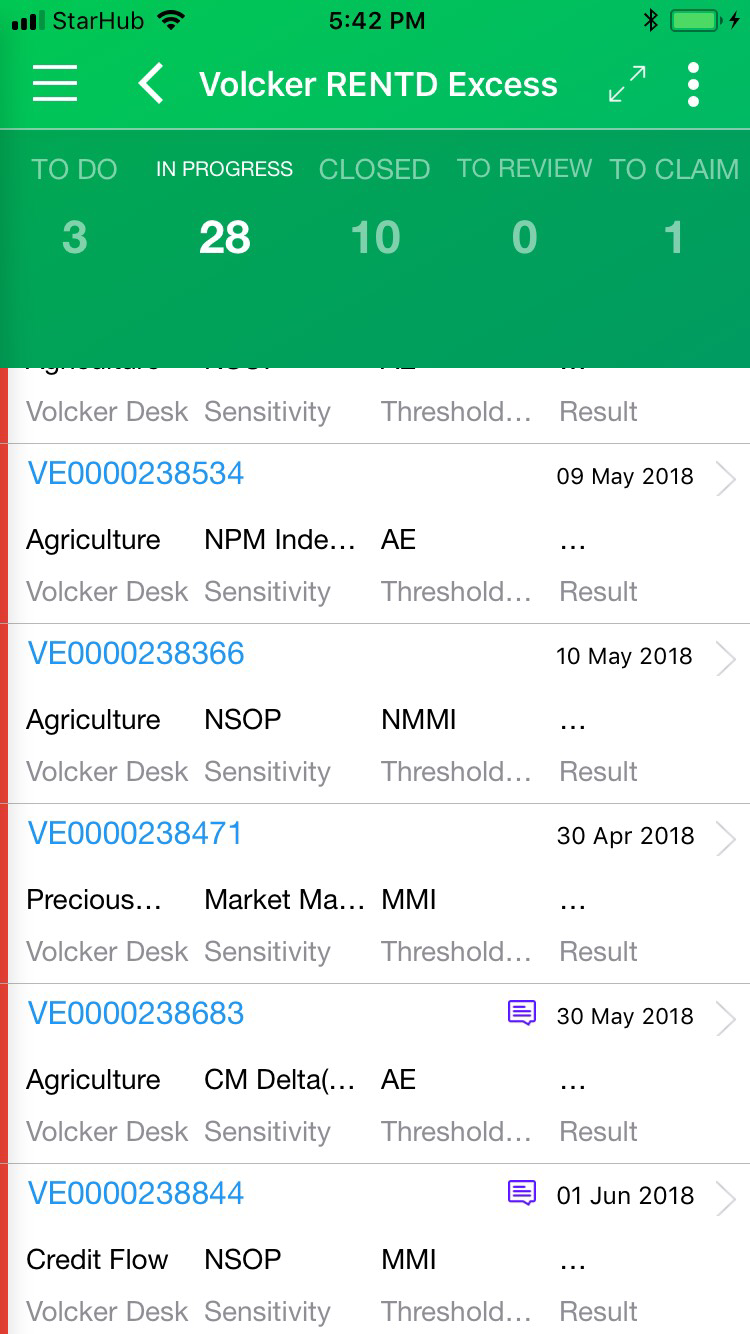 StarHub 5:42 PM
Volcker RENTD Excess
TO DO IN PROGRESS CLOSED TO REVIEW TO CLAIM
3 28 10 0 1
Volcker Desk Sensitivity Threshold... Result
VE0000238534 09 May 2018
Agriculture NPM Inde... AE ...
Volcker Desk Sensitivity Threshold... Result
VE0000238366 10 May 2018
Agriculture NSOP NMMI ...
Volcker Desk Sensitivity Threshold... Result
VE0000238471 30 Apr 2018
Precious... Market Ma... MMI ...
Volcker Desk Sensitivity Threshold... Result
VE0000238683 30 May 2018
Agriculture CM Delta(... AE ...
Volcker Desk Sensitivity Threshold... Result
VE0000238844 01 Jun 2018
Credit Flow NSOP MMI ...
Volcker Desk Sensitivity Threshold... Result